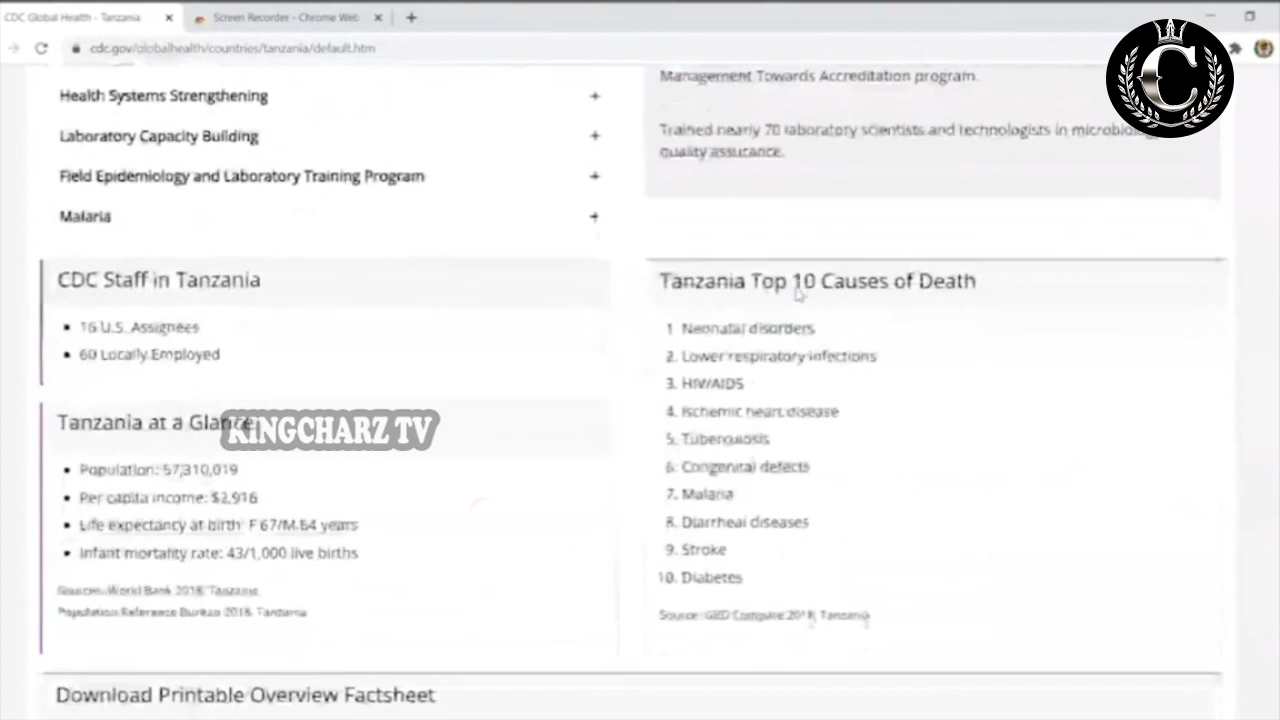 CDC Global Health - Tanzania
Screen Recorder - Chrome Web
cdc.gov/globalhealth/countries/tanzania/default.htm
C
Health Systems Strengthening
Laboratory Capacity Building
Field Epidemiology and Laboratory Training Program
Malaria
Management Towards Accreditation program.
Trained nearly 70 laboratory scientists and technologists in
quality assurance.
CDC Staff in Tanzania
16 U.S. Assignees
60 Locally Employed
Tanzania at a Glance
KINGCHARZ TV
Population: 57,310,019
Per capita income: $2,916
Life expectancy at birth: F 67/M.64 years
Infant mortality rate: 43/1,000 live births
Sources: World Bank 2018, Tanzania
Population Reference Bureau 2018, Tanzania
Tanzania Top 10 Causes of Death
1. Neonatal disorders
2. Lower respiratory infections
3. HIV/AIDS
4. Ischemic heart disease
5. Tuberculosis
6. Congenital defects
7. Malaria
8. Diarrheal diseases
9. Stroke
10. Diabetes
Source: GBD Compare 2018, Tanzania
Download Printable Overview Factsheet